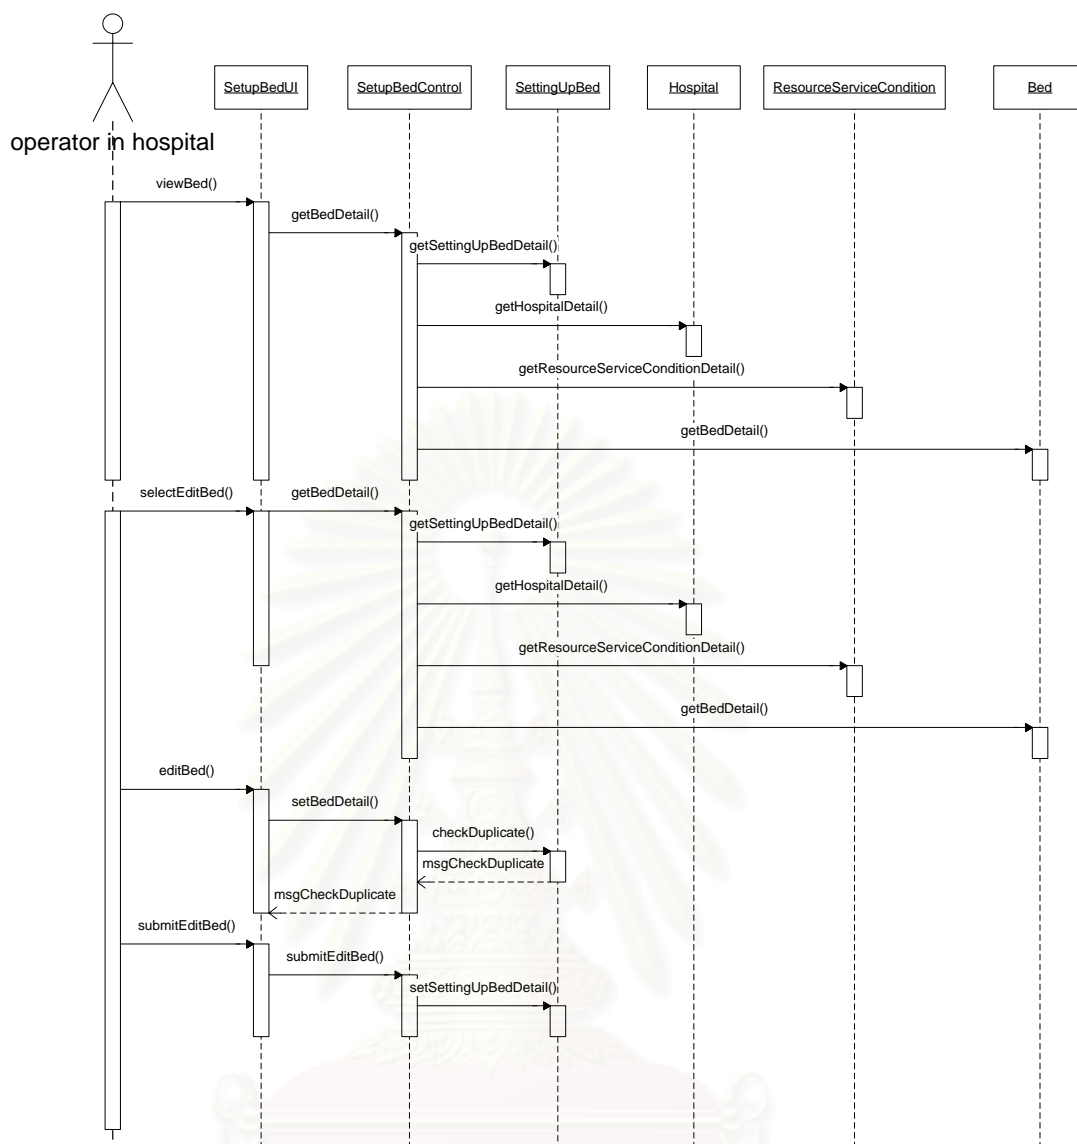 SetupBedUI
SetupBedControl
SettingUpBed
Hospital
ResourceServiceCondition
Bed
operator in hospital
viewBed()
getBedDetail()
getSettingUpBedDetail()
getHospitalDetail()
getResourceServiceConditionDetail()
getBedDetail()
selectEditBed()
getBedDetail()
getSettingUpBedDetail()
getHospitalDetail()
getResourceServiceConditionDetail()
getBedDetail()
editBed()
setBedDetail()
checkDuplicate()
msgCheckDuplicate
msgCheckDuplicate
submitEditBed()
submitEditBed()
setSettingUpBedDetail()